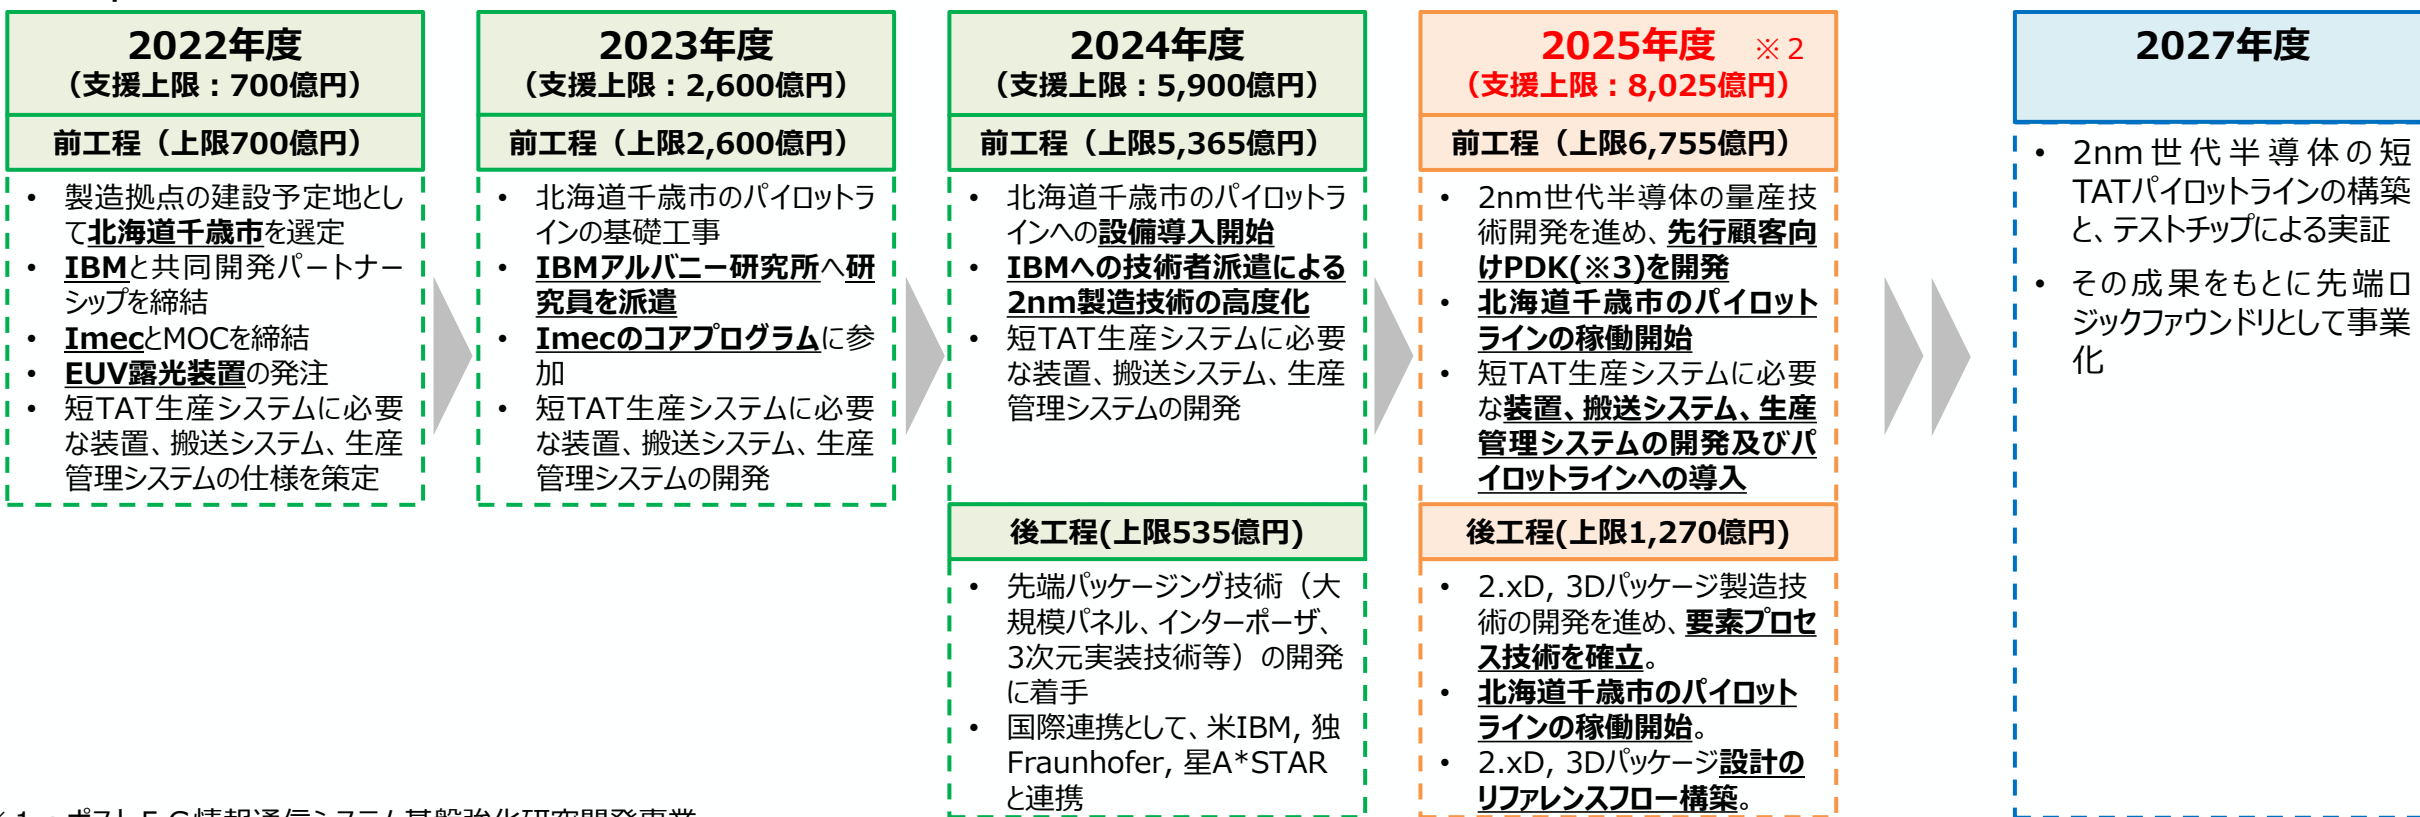 2022年度
（支援上限：700億円）
前工程（上限700億円）
• 製造拠点の建設予定地とし
て北海道千歳市を選定
• IBMと共同開発パートナー
シップを締結
• ImecとMOCを締結
• EUV露光装置の発注
• 短TAT生産システムに必要
な装置、搬送システム、生産
管理システムの仕様を策定
2023年度
（支援上限：2,600億円）
前工程（上限2,600億円）
• 北海道千歳市のパイロットラ
インの基礎工事
• IBMアルバニー研究所へ研
究員を派遣
• Imecのコアプログラムに参
加
• 短TAT生産システムに必要
な装置、搬送システム、生産
管理システムの開発
2024年度
（支援上限：5,900億円）
前工程（上限5,365億円）
• 北海道千歳市のパイロットラ
インへの設備導入開始
• IBMへの技術者派遣による
2nm製造技術の高度化
• 短TAT生産システムに必要
な装置、搬送システム、生産
管理システムの開発
後工程(上限535億円)
• 先端パッケージング技術（大
規模パネル、インターポーザ、
3次元実装技術等）の開発
に着手
• 国際連携として、米IBM, 独
Fraunhofer, 星A*STAR
と連携
2025年度 ※２
（支援上限：8,025億円）
前工程（上限6,755億円）
• 2nm世代半導体の量産技
術開発を進め、先行顧客向
けPDK(※3)を開発
• 北海道千歳市のパイロット
ラインの稼働開始
• 短TAT生産システムに必要
な装置、搬送システム、生産
管理システムの開発及びパ
イロットラインへの導入
後工程(上限1,270億円)
• 2.xD, 3Dパッケージ製造技
術の開発を進め、要素プロセ
ス技術を確立。
• 北海道千歳市のパイロット
ラインの稼働開始。
• 2.xD, 3Dパッケージ設計の
リファレンスフロー構築。
2027年度
• 2nm世代半導体の短
TATパイロットラインの構築
と、テストチップによる実証
• その成果をもとに先端ロ
ジックファウンドリとして事業
化
※１：ポスト５Ｇ情報通信システム基盤強化研究開発事業